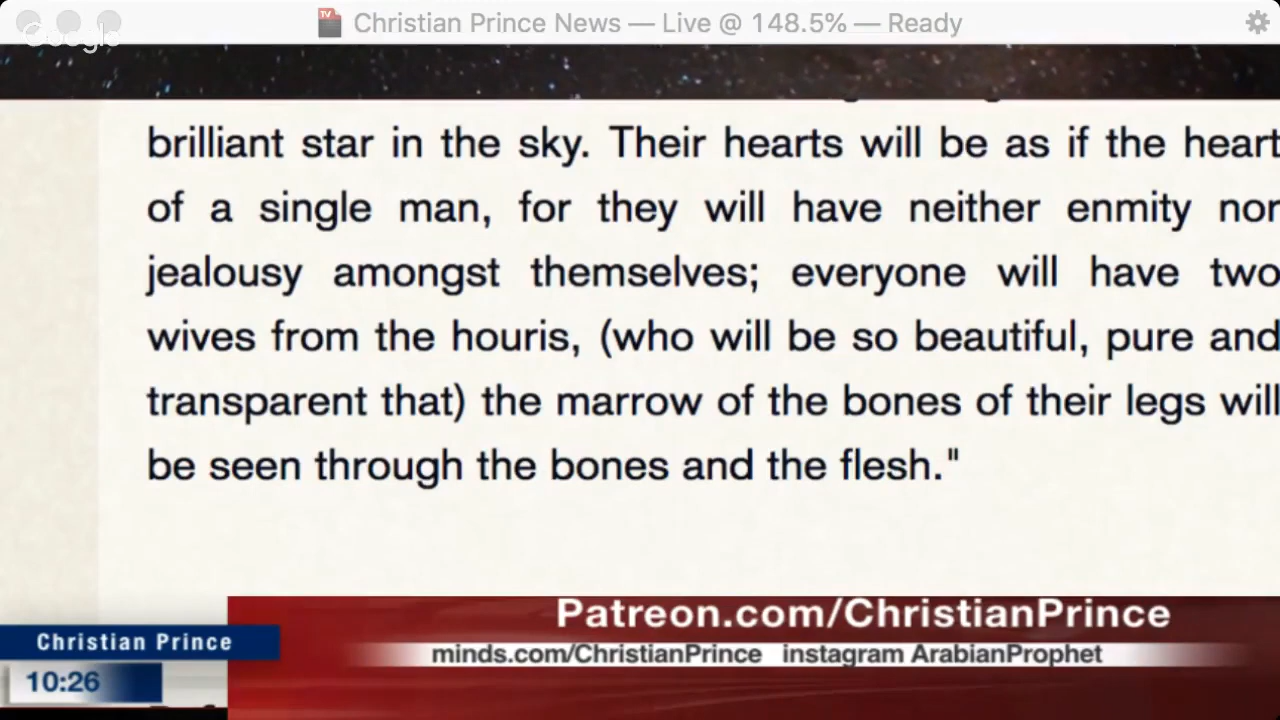 Christian Prince News — Live @ 148.5% — Ready
Google
brilliant star in the sky. Their hearts will be as if the heart
of a single man, for they will have neither enmity nor
jealousy amongst themselves; everyone will have two
wives from the houris, (who will be so beautiful, pure and
transparent that) the marrow of the bones of their legs will
be seen through the bones and the flesh."
Patreon.com/ChristianPrince
Christian Prince
minds.com/ChristianPrince instagram ArabianProphet
10:26